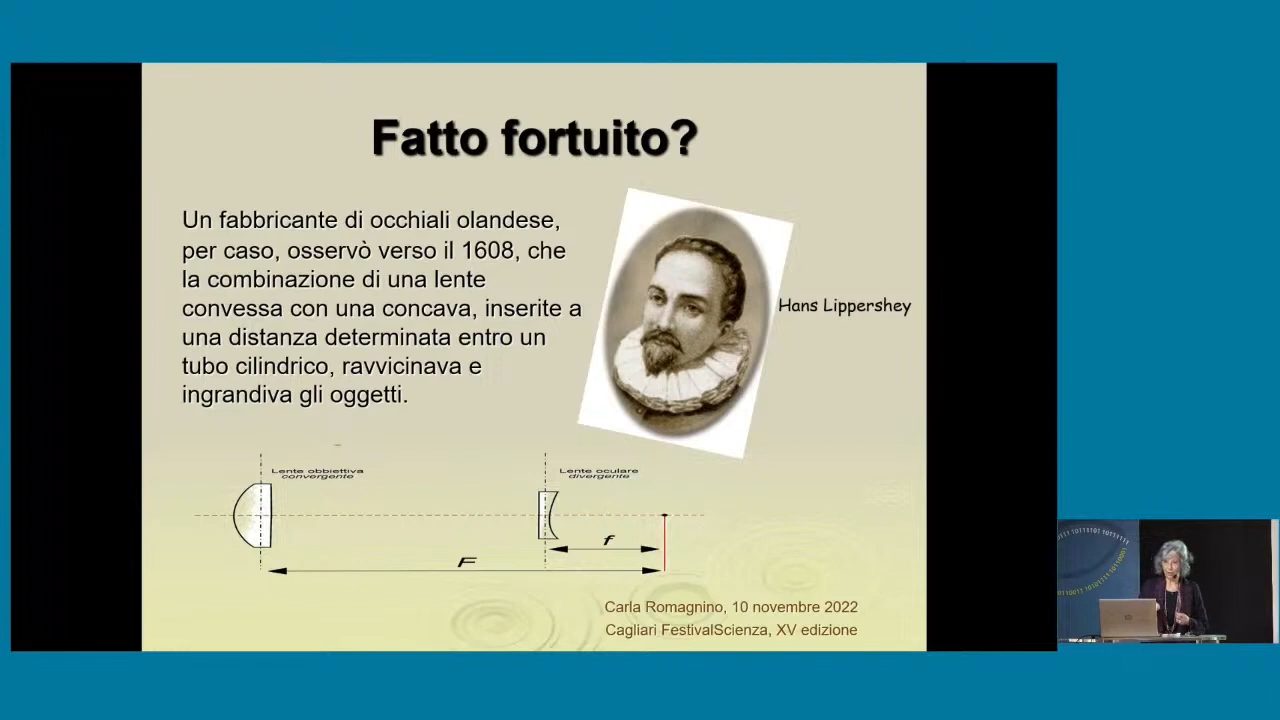 Fatto fortuito?
Un fabbricante di occhiali olandese,
per caso, osservò verso il 1608, che
la combinazione di una lente
convessa con una concava, inserite a
una distanza determinata entro un
tubo cilindrico, ravvicinava e
ingrandiva gli oggetti.
Hans Lippershey
Lente obbiettiva
convergente
Lente oculare
divergente
f
F
Carla Romagnino, 10 novembre 2022
Cagliari FestivalScienza, XV edizione